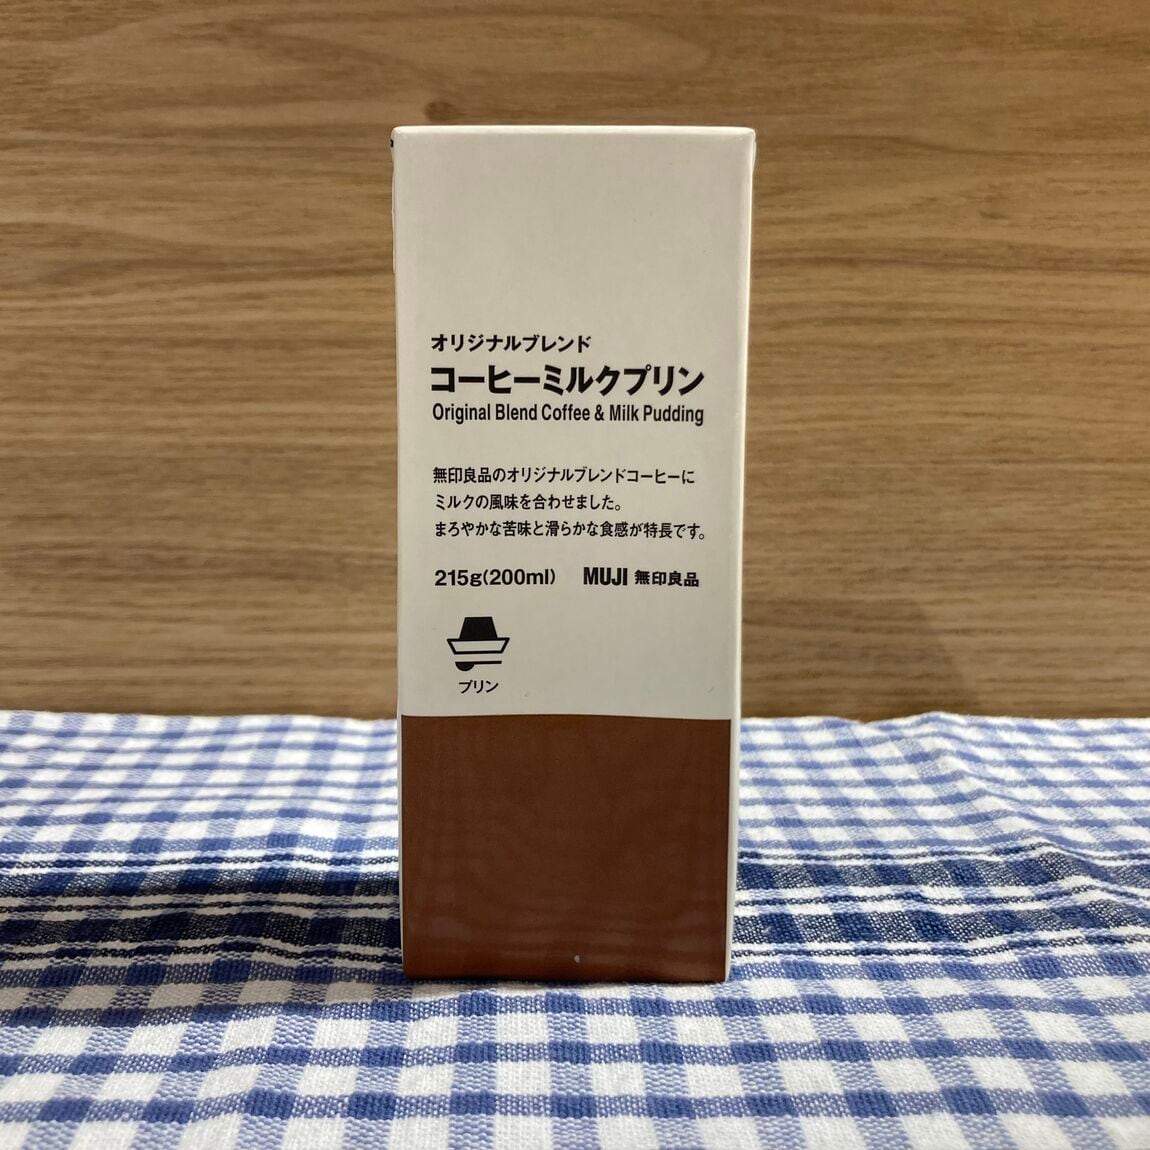 オリジナルブレンド
コーヒーミルクプリン
Original Blend Coffee & Milk Pudding
無印良品のオリジナルブレンドコーヒーに
ミルクの風味を合わせました。
まろやかな苦味と滑らかな食感が特長です。
215g(200ml) MUJI 無印良品
プリン